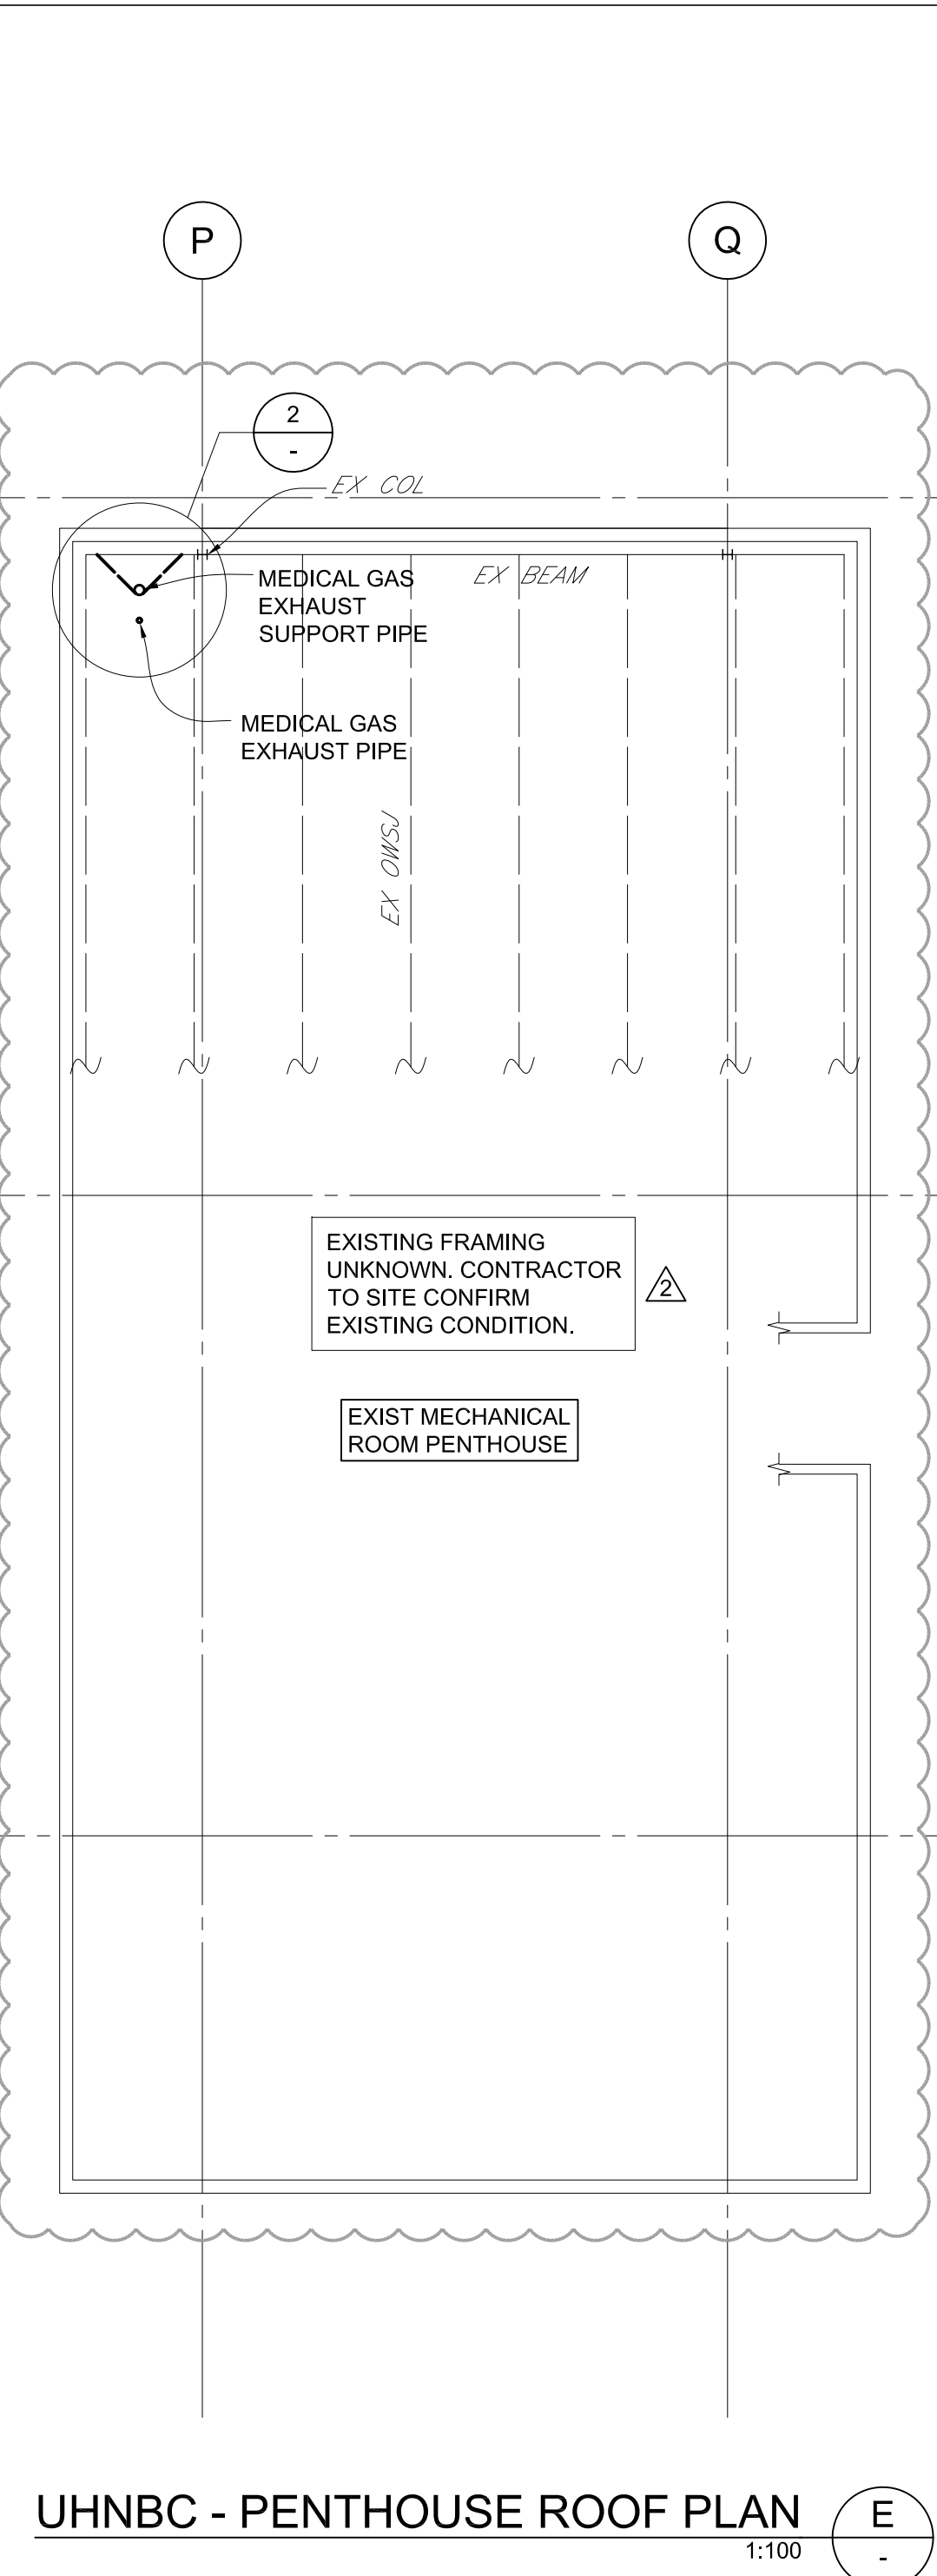 P
Q
2
-
EX COL
EX BEAM
MEDICAL GAS
EXHAUST
SUPPORT PIPE
MEDICAL GAS
EXHAUST PIPE
EX OWSJ
EXISTING FRAMING
UNKNOWN. CONTRACTOR
TO SITE CONFIRM
EXISTING CONDITION.
2
EXIST MECHANICAL
ROOM PENTHOUSE
UHNBC - PENTHOUSE ROOF PLAN
1:100
E
-